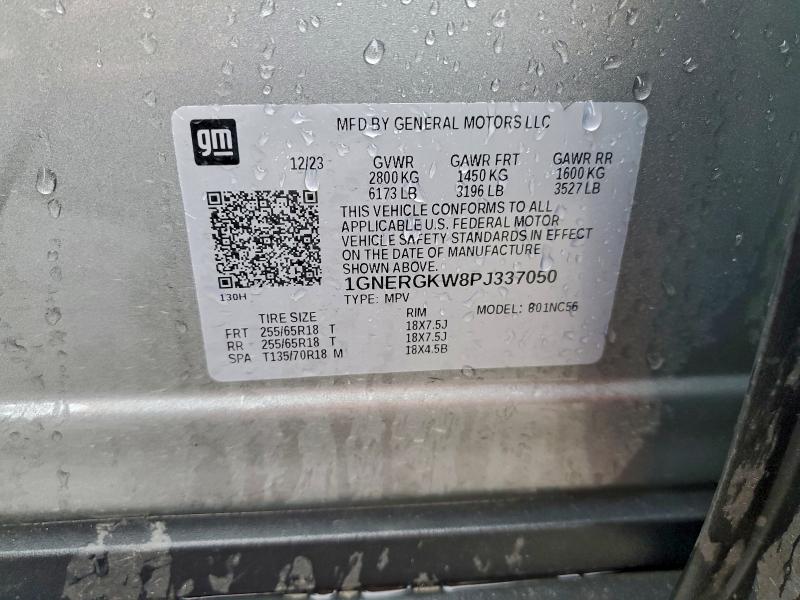 gm
MFD BY GENERAL MOTORS LLC
12/23 GVWR GAWR FRT GAWR RR
2800 KG 1450 KG 1600 KG
6173 LB 3196 LB 3527 LB
THIS VEHICLE CONFORMS TO ALL
APPLICABLE U.S. FEDERAL MOTOR
VEHICLE SAFETY STANDARDS IN EFFECT
ON THE DATE OF MANUFACTURE
SHOWN ABOVE.
130H
1GNERGKW8PJ337050
TYPE: MPV
MODEL: 801NC56
TIRE SIZE RIM
FRT 255/65R18 T 18X7.5J
RR 255/65R18 T 18X7.5J
SPA T135/70R18 M 18X4.5B